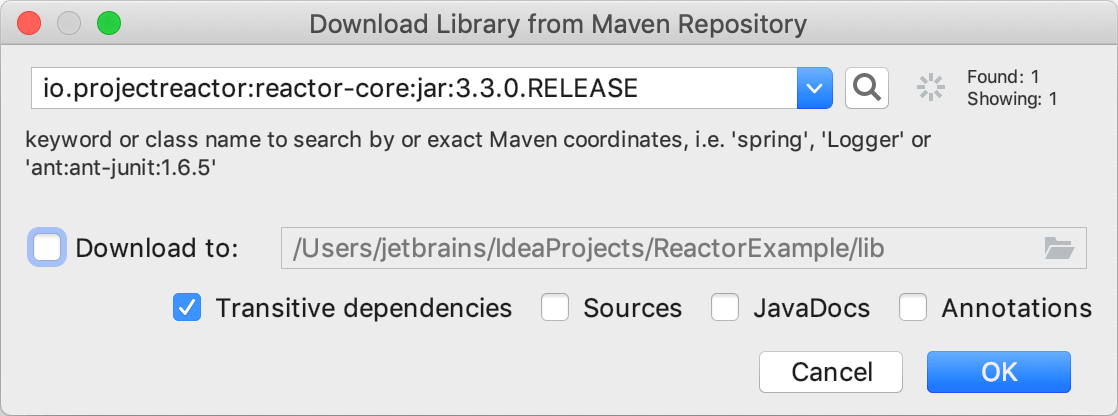 Download Library from Maven Repository
io.projectreactor:reactor-core:jar:3.3.0.RELEASE
Found: 1
Showing: 1
keyword or class name to search by or exact Maven coordinates, i.e. 'spring', 'Logger' or
'ant:ant-junit:1.6.5'
Download to: /Users/jetbrains/IdeaProjects/ReactorExample/lib
Transitive dependencies Sources JavaDocs Annotations
Cancel OK